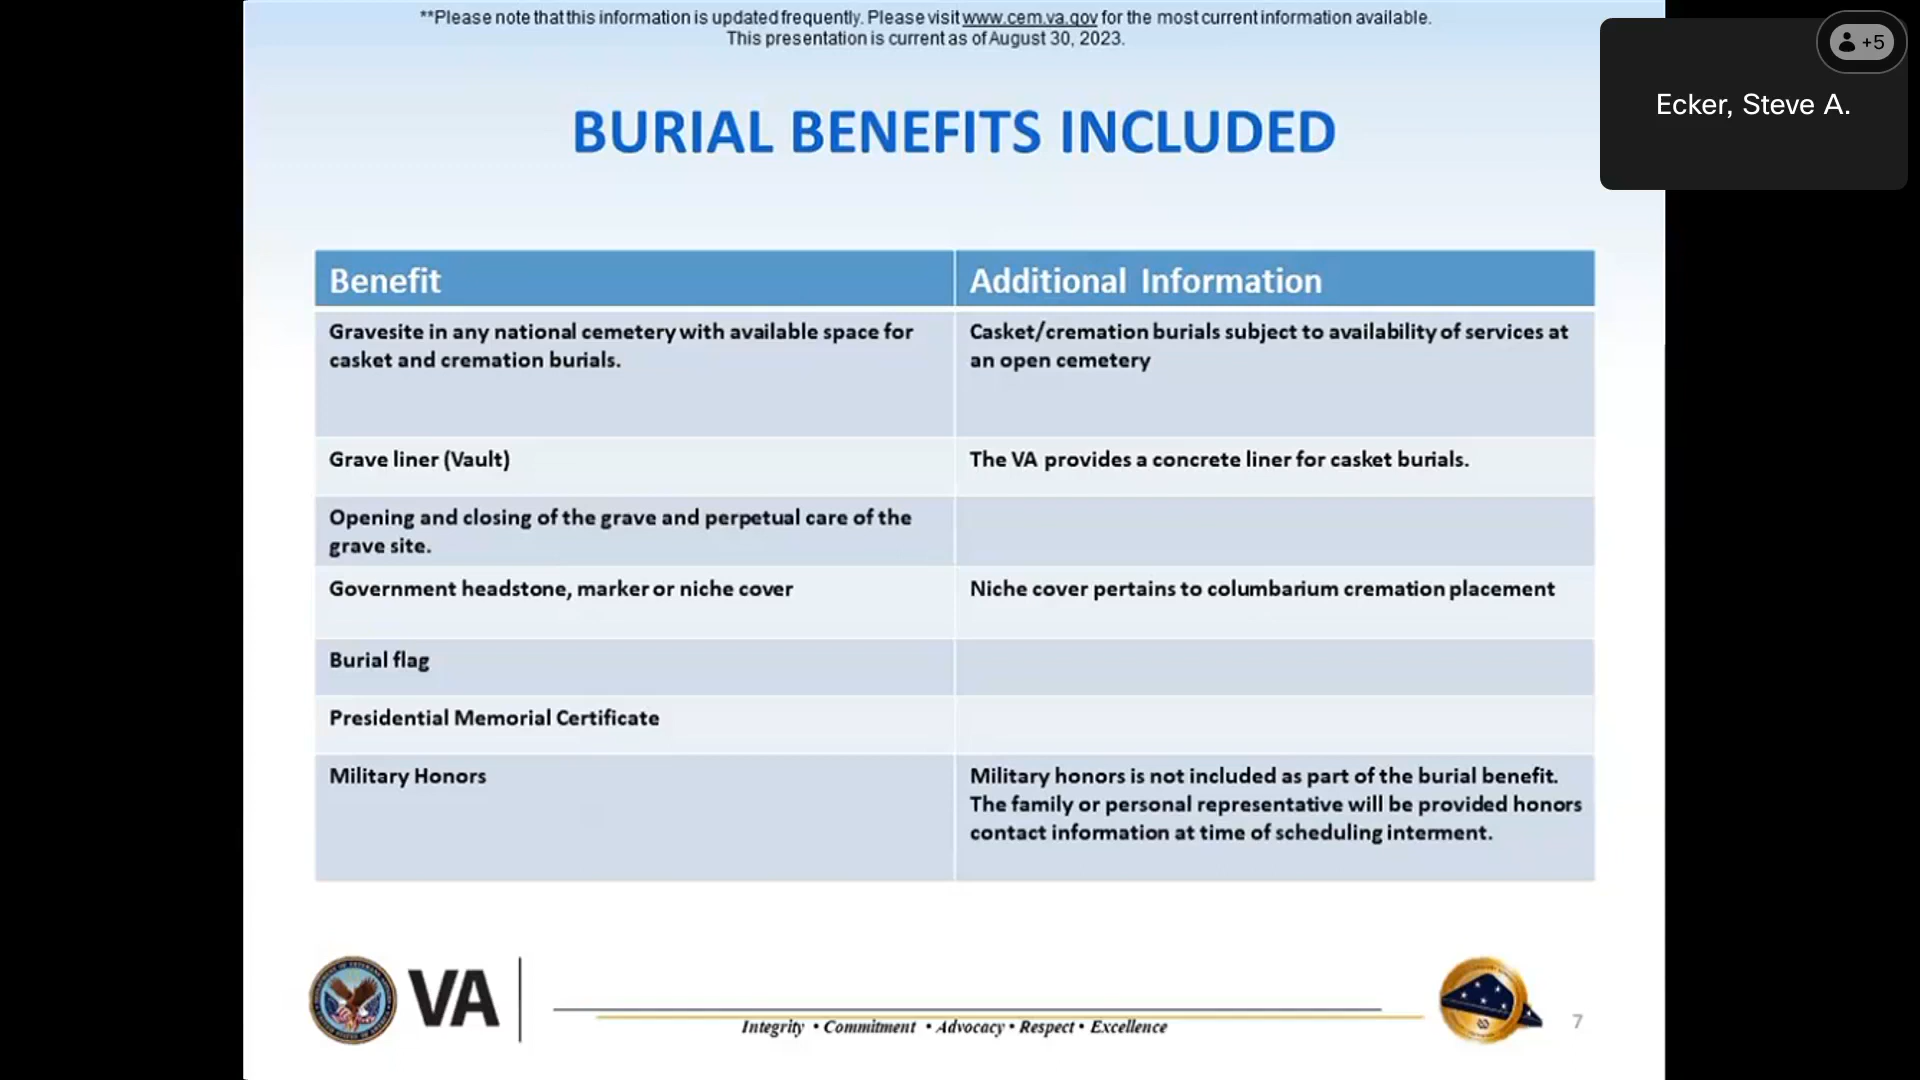 **Please note that this information is updated frequently. Please visit www.cem.va.gov for the most current information available.
This presentation is current as of August 30, 2023.
+5
Ecker, Steve A.
BURIAL BENEFITS INCLUDED
Benefit
Additional Information
Gravesite in any national cemetery with available space for
casket and cremation burials.
Casket/cremation burials subject to availability of services at
an open cemetery
Grave liner (Vault)
The VA provides a concrete liner for casket burials.
Opening and closing of the grave and perpetual care of the
grave site.
Government headstone, marker or niche cover
Niche cover pertains to columbarium cremation placement
Burial flag
Presidential Memorial Certificate
Military Honors
Military honors is not included as part of the burial benefit.
The family or personal representative will be provided honors
contact information at time of scheduling interment.
VA
Integrity • Commitment • Advocacy • Respect • Excellence
7